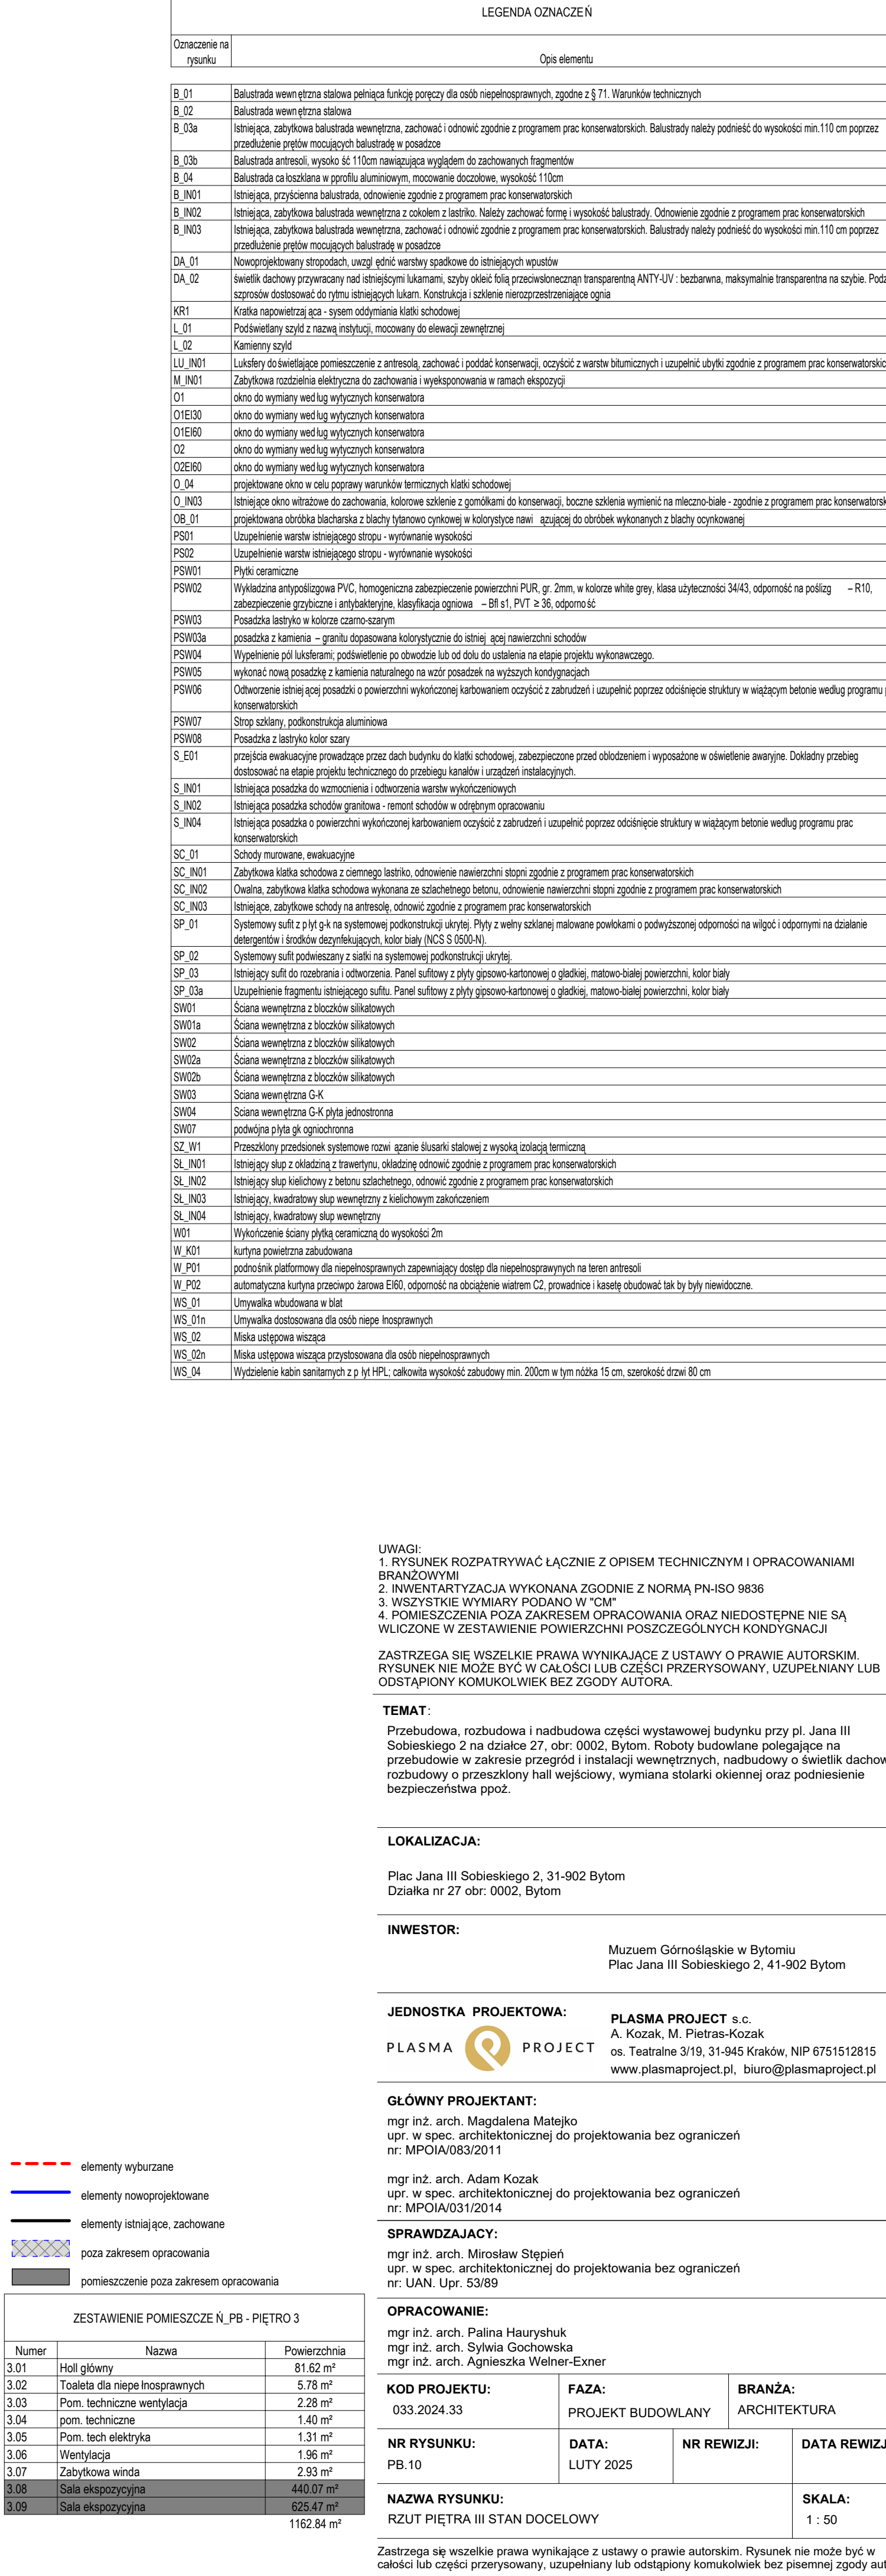 LEGENDA OZNACZEŃ
Oznaczenie na rysunku Opis elementu
B_01 Balustrada wewnętrzna stalowa pełniąca funkcję poręczy dla osób niepełnosprawnych, zgodne z § 71. Warunków technicznych
B_02 Balustrada wewnętrzna stalowa
B_03a Istniejąca, zabytkowa balustrada wewnętrzna, zachować i odnowić zgodnie z programem prac konserwatorskich. Balustrady należy podnieść do wysokości min.110 cm poprzez
przedłużenie prętów mocujących balustradę w posadzce
B_03b Balustrada antresoli, wysokość 110cm nawiązująca wyglądem do zachowanych fragmentów
B_04 Balustrada całoszklana w pprofilu aluminiowym, mocowanie doczołowe, wysokość 110cm
B_IN01 Istniejąca, przyścienna balustrada, odnowienie zgodnie z programem prac konserwatorskich
B_IN02 Istniejąca, zabytkowa balustrada wewnętrzna z cokołem z lastriko. Należy zachować formę i wysokość balustrady. Odnowienie zgodnie z programem prac konserwatorskich
B_IN03 Istniejąca, zabytkowa balustrada wewnętrzna, zachować i odnowić zgodnie z programem prac konserwatorskich. Balustrady należy podnieść do wysokości min.110 cm poprzez
przedłużenie prętów mocujących balustradę w posadzce
DA_01 Nowoprojektowany stropodach, uwzględnić warstwy spadkowe do istniejących wpustów
DA_02 świetlik dachowy przywracany nad istniejścymi lukarnami, szyby okleić folią przeciwsłonecznąn transparentną ANTY-UV : bezbarwna, maksymalnie transparentna na szybie. Podz
szprosów dostosować do rytmu istniejących lukarn. Konstrukcja i szklenie nierozprzestrzeniające ognia
KR1 Kratka napowietrzająca - sysem oddymiania klatki schodowej
L_01 Podświetlany szyld z nazwą instytucji, mocowany do elewacji zewnętrznej
L_02 Kamienny szyld
LU_IN01 Luksfery doświetlające pomieszczenie z antresolą, zachować i poddać konserwacji, oczyścić z warstw bitumicznych i uzupełnić ubytki zgodnie z programem prac konserwatorskic
M_IN01 Zabytkowa rozdzielnia elektryczna do zachowania i wyeksponowania w ramach ekspozycji
O1 okno do wymiany według wytycznych konserwatora
O1EI30 okno do wymiany według wytycznych konserwatora
O1EI60 okno do wymiany według wytycznych konserwatora
O2 okno do wymiany według wytycznych konserwatora
O2EI60 okno do wymiany według wytycznych konserwatora
O_04 projektowane okno w celu poprawy warunków termicznych klatki schodowej
O_IN03 Istniejące okno witrażowe do zachowania, kolorowe szklenie z gomółkami do konserwacji, boczne szklenia wymienić na mleczno-białe - zgodnie z programem prac konserwatorsk
OB_01 projektowana obróbka blacharska z blachy tytanowo cynkowej w kolorystyce nawiązującej do obróbek wykonanych z blachy ocynkowanej
PS01 Uzupełnienie warstw istniejącego stropu - wyrównanie wysokości
PS02 Uzupełnienie warstw istniejącego stropu - wyrównanie wysokości
PSW01 Płytki ceramiczne
PSW02 Wykładzina antypoślizgowa PVC, homogeniczna zabezpieczenie powierzchni PUR, gr. 2mm, w kolorze white grey, klasa użyteczności 34/43, odporność na poślizg – R10,
zabezpieczenie grzybiczne i antybakteryjne, klasyfikacja ogniowa – Bfl s1, PVT ≥ 36, odporność
PSW03 Posadzka lastryko w kolorze czarno-szarym
PSW03a posadzka z kamienia – granitu dopasowana kolorystycznie do istniejącej nawierzchni schodów
PSW04 Wypełnienie pól luksferami; podświetlenie po obwodzie lub od dołu do ustalenia na etapie projektu wykonawczego.
PSW05 wykonać nową posadzkę z kamienia naturalnego na wzór posadzek na wyższych kondygnacjach
PSW06 Odtworzenie istniejącej posadzki o powierzchni wykończonej karbowaniem oczyścić z zabrudzeń i uzupełnić poprzez odciśnięcie struktury w wiążącym betonie według programu
konserwatorskich
PSW07 Strop szklany, podkonstrukcja aluminiowa
PSW08 Posadzka z lastryko kolor szary
S_E01 przejścia ewakuacyjne prowadzące przez dach budynku do klatki schodowej, zabezpieczone przed oblodzeniem i wyposażone w oświetlenie awaryjne. Dokładny przebieg
dostosować na etapie projektu technicznego do przebiegu kanałów i urządzeń instalacyjnych.
S_IN01 Istniejąca posadzka do wzmocnienia i odtworzenia warstw wykończeniowych
S_IN02 Istniejąca posadzka schodów granitowa - remont schodów w odrębnym opracowaniu
S_IN04 Istniejąca posadzka o powierzchni wykończonej karbowaniem oczyścić z zabrudzeń i uzupełnić poprzez odciśnięcie struktury w wiążącym betonie według programu prac
konserwatorskich
SC_01 Schody murowane, ewakuacyjne
SC_IN01 Zabytkowa klatka schodowa z ciemnego lastriko, odnowienie nawierzchni stopni zgodnie z programem prac konserwatorskich
SC_IN02 Owalna, zabytkowa klatka schodowa wykonana ze szlachetnego betonu, odnowienie nawierzchni stopni zgodnie z programem prac konserwatorskich
SC_IN03 Istniejące, zabytkowe schody na antresolę, odnowić zgodnie z programem prac konserwatorskich
SP_01 Systemowy sufit z płyt g-k na systemowej podkonstrukcji ukrytej. Płyty z wełny szklanej malowane powłokami o podwyższonej odporności na wilgoć i odpornymi na działanie
detergentów i środków dezynfekujących, kolor biały (NCS S 0500-N).
SP_02 Systemowy sufit podwieszany z siatki na systemowej podkonstrukcji ukrytej.
SP_03 Istniejący sufit do rozebrania i odtworzenia. Panel sufitowy z płyty gipsowo-kartonowej o gładkiej, matowo-białej powierzchni, kolor biały
SP_03a Uzupełnienie fragmentu istniejącego sufitu. Panel sufitowy z płyty gipsowo-kartonowej o gładkiej, matowo-białej powierzchni, kolor biały
SW01 Ściana wewnętrzna z bloczków silikatowych
SW01a Ściana wewnętrzna z bloczków silikatowych
SW02 Ściana wewnętrzna z bloczków silikatowych
SW02a Ściana wewnętrzna z bloczków silikatowych
SW02b Ściana wewnętrzna z bloczków silikatowych
SW03 Sciana wewnętrzna G-K
SW04 Sciana wewnętrzna G-K płyta jednostronna
SW07 podwójna płyta gk ogniochronna
SZ_W1 Przeszklony przedsionek systemowe rozwiązanie ślusarki stalowej z wysoką izolacją termiczną
SŁ_IN01 Istniejący słup z okładziną z trawertynu, okładzinę odnowić zgodnie z programem prac konserwatorskich
SŁ_IN02 Istniejący słup kielichowy z betonu szlachetnego, odnowić zgodnie z programem prac konserwatorskich
SŁ_IN03 Istniejący, kwadratowy słup wewnętrzny z kielichowym zakończeniem
SŁ_IN04 Istniejący, kwadratowy słup wewnętrzny
W01 Wykończenie ściany płytką ceramiczną do wysokości 2m
W_K01 kurtyna powietrzna zabudowana
W_P01 podnośnik platformowy dla niepełnosprawnych zapewniający dostęp dla niepełnosprawynych na teren antresoli
W_P02 automatyczna kurtyna przeciwpożarowa EI60, odporność na obciążenie wiatrem C2, prowadnice i kasetę obudować tak by były niewidoczne.
WS_01 Umywalka wbudowana w blat
WS_01n Umywalka dostosowana dla osób niepełnosprawnych
WS_02 Miska ustępowa wisząca
WS_02n Miska ustępowa wisząca przystosowana dla osób niepełnosprawnych
WS_04 Wydzielenie kabin sanitarnych z płyt HPL; całkowita wysokość zabudowy min. 200cm w tym nóżka 15 cm, szerokość drzwi 80 cm
UWAGI:
1. RYSUNEK ROZPATRYWAĆ ŁĄCZNIE Z OPISEM TECHNICZNYM I OPRACOWANIAMI
BRANŻOWYMI
2. INWENTARTYZACJA WYKONANA ZGODNIE Z NORMĄ PN-ISO 9836
3. WSZYSTKIE WYMIARY PODANO W "CM"
4. POMIESZCZENIA POZA ZAKRESEM OPRACOWANIA ORAZ NIEDOSTĘPNE NIE SĄ
WLICZONE W ZESTAWIENIE POWIERZCHNI POSZCZEGÓLNYCH KONDYGNACJI
ZASTRZEGA SIĘ WSZELKIE PRAWA WYNIKAJĄCE Z USTAWY O PRAWIE AUTORSKIM.
RYSUNEK NIE MOŻE BYĆ W CAŁOŚCI LUB CZĘŚCI PRZERYSOWANY, UZUPEŁNIANY LUB
ODSTĄPIONY KOMUKOLWIEK BEZ ZGODY AUTORA.
TEMAT:
Przebudowa, rozbudowa i nadbudowa części wystawowej budynku przy pl. Jana III
Sobieskiego 2 na działce 27, obr: 0002, Bytom. Roboty budowlane polegające na
przebudowie w zakresie przegród i instalacji wewnętrznych, nadbudowy o świetlik dachow
rozbudowy o przeszklony hall wejściowy, wymiana stolarki okiennej oraz podniesienie
bezpieczeństwa ppoż.
LOKALIZACJA:
Plac Jana III Sobieskiego 2, 31-902 Bytom
Działka nr 27 obr: 0002, Bytom
INWESTOR:
Muzuem Górnośląskie w Bytomiu
Plac Jana III Sobieskiego 2, 41-902 Bytom
JEDNOSTKA PROJEKTOWA:
PLASMA PROJECT
PLASMA PROJECT s.c.
A. Kozak, M. Pietras-Kozak
os. Teatralne 3/19, 31-945 Kraków, NIP 6751512815
www.plasmaproject.pl, biuro@plasmaproject.pl
GŁÓWNY PROJEKTANT:
mgr inż. arch. Magdalena Matejko
upr. w spec. architektonicznej do projektowania bez ograniczeń
nr: MPOIA/083/2011
mgr inż. arch. Adam Kozak
upr. w spec. architektonicznej do projektowania bez ograniczeń
nr: MPOIA/031/2014
SPRAWDZAJACY:
mgr inż. arch. Mirosław Stępień
upr. w spec. architektonicznej do projektowania bez ograniczeń
nr: UAN. Upr. 53/89
OPRACOWANIE:
mgr inż. arch. Palina Hauryshuk
mgr inż. arch. Sylwia Gochowska
mgr inż. arch. Agnieszka Welner-Exner
KOD PROJEKTU: FAZA: BRANŻA:
033.2024.33 PROJEKT BUDOWLANY ARCHITEKTURA
NR RYSUNKU: DATA: NR REWIZJI: DATA REWIZJ
PB.10 LUTY 2025
NAZWA RYSUNKU: SKALA:
RZUT PIĘTRA III STAN DOCELOWY 1 : 50
Zastrzega się wszelkie prawa wynikające z ustawy o prawie autorskim. Rysunek nie może być w
całości lub części przerysowany, uzupełniany lub odstąpiony komukolwiek bez pisemnej zgody aut
elementy wyburzane
elementy nowoprojektowane
elementy istniejące, zachowane
poza zakresem opracowania
pomieszczenie poza zakresem opracowania
ZESTAWIENIE POMIESZCZEŃ_PB - PIĘTRO 3
Numer Nazwa Powierzchnia
3.01 Holl główny 81.62 m²
3.02 Toaleta dla niepełnosprawnych 5.78 m²
3.03 Pom. techniczne wentylacja 2.28 m²
3.04 pom. techniczne 1.40 m²
3.05 Pom. tech elektryka 1.31 m²
3.06 Wentylacja 1.96 m²
3.07 Zabytkowa winda 2.93 m²
3.08 Sala ekspozycyjna 440.07 m²
3.09 Sala ekspozycyjna 625.47 m²
1162.84 m²